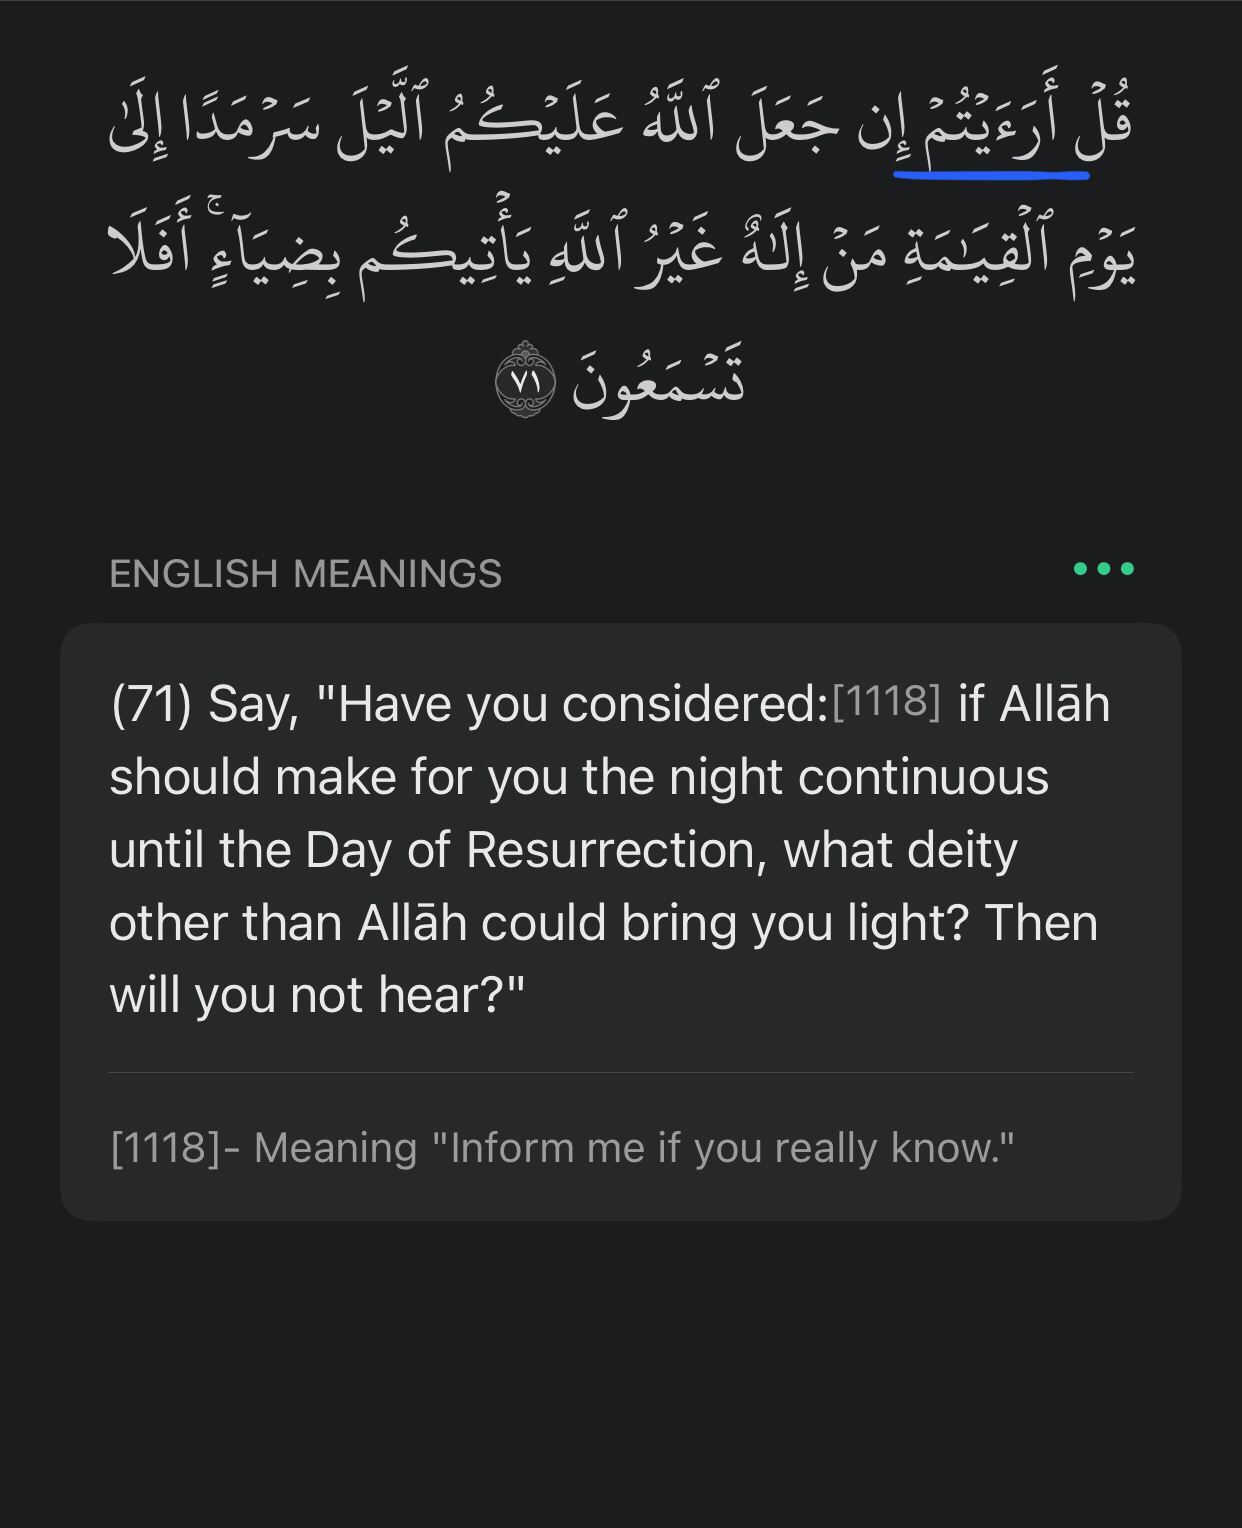 قُلۡ أَرَءَيۡتُمۡ إِن جَعَلَ ٱللَّهُ عَلَيۡكُمُ ٱلَّيۡلَ سَرۡمَدًا إِلَىٰ
يَوۡمِ ٱلۡقِيَٰمَةِ مَنۡ إِلَٰهٌ غَيۡرُ ٱللَّهِ يَأۡتِيكُم بِضِيَآءٍۚ أَفَلَا
تَسۡمَعُونَ ٧١
ENGLISH MEANINGS
(71) Say, "Have you considered:[1118] if Allāh
should make for you the night continuous
until the Day of Resurrection, what deity
other than Allāh could bring you light? Then
will you not hear?"
[1118]- Meaning "Inform me if you really know."